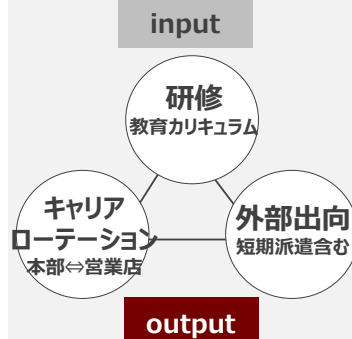 input
研修
教育カリキュラム
キャリア
ローテーション
本部⇔営業店
外部出向
短期派遣含む
output